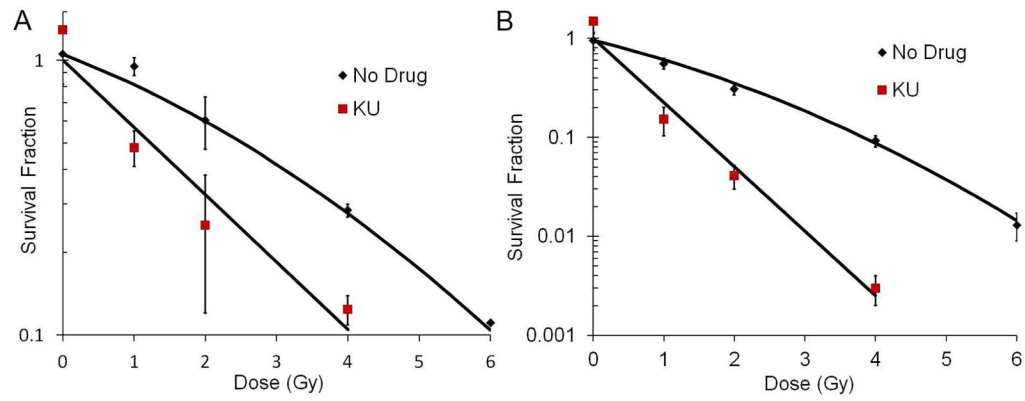 A
1
0.1
Survival Fraction
No Drug
KU
0
1
2
3
4
5
6
Dose (Gy)
B
1
0.1
0.01
0.001
Survival Fraction
No Drug
KU
0
1
2
3
4
5
6
Dose (Gy)